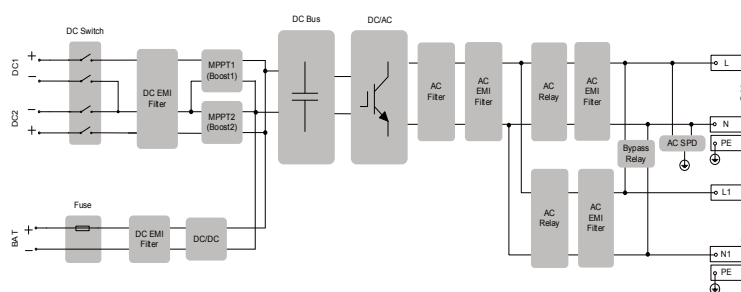 DC Switch
DC Bus
DC/AC
DC1
+
−
DC2
−
+
DC EMI
Filter
MPPT1
(Boost1)
MPPT2
(Boost2)
AC
Filter
AC
EMI
Filter
AC
Relay
AC
EMI
Filter
L
N
PE
Bypass
Relay
AC SPD
L1
AC
Relay
AC
EMI
Filter
N1
PE
Fuse
BAT
+
−
DC EMI
Filter
DC/DC